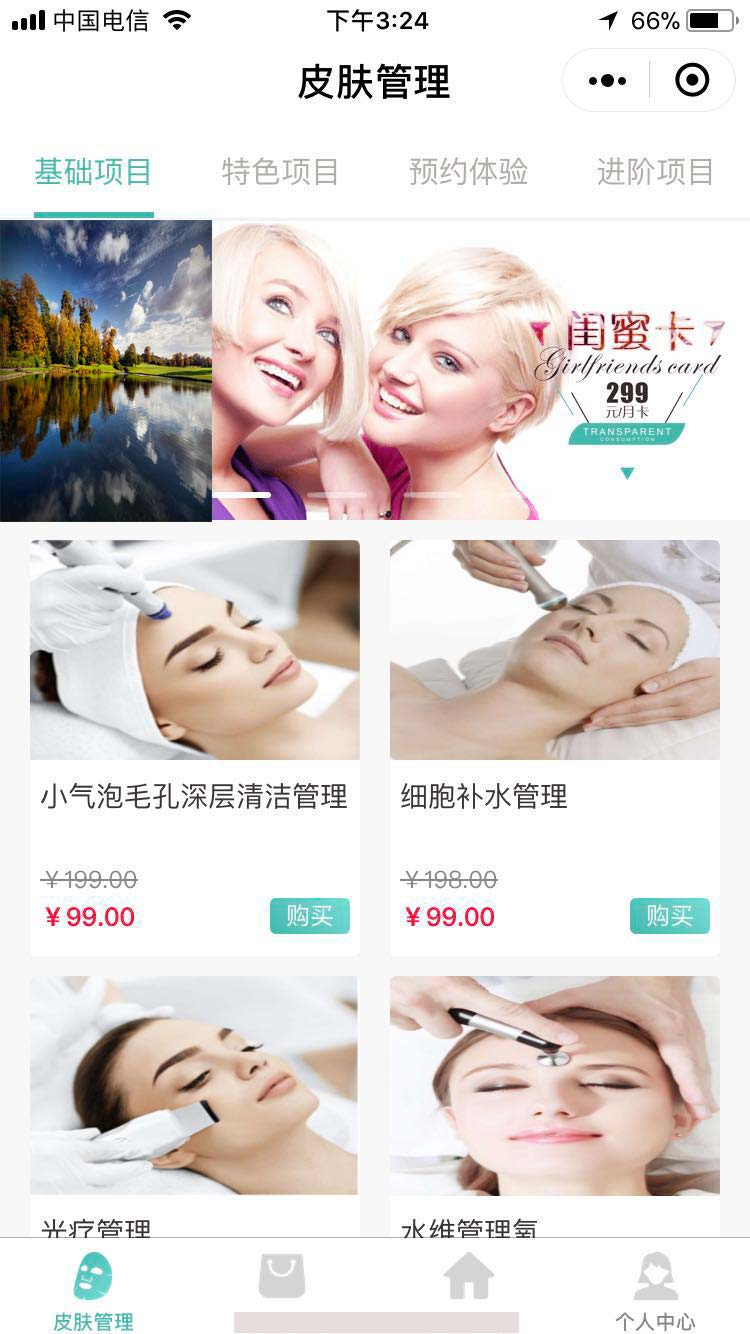 中国电信 下午3:24 66%
皮肤管理
基础项目 特色项目 预约体验 进阶项目
闺蜜卡
Girlfriends card
299
元/月卡
TRANSPARENT
CONSUMPTION
小气泡毛孔深层清洁管理 细胞补水管理
￥199.00 ￥198.00
￥99.00 购买 ￥99.00 购买
光疗管理 水维管理氧
皮肤管理 个人中心